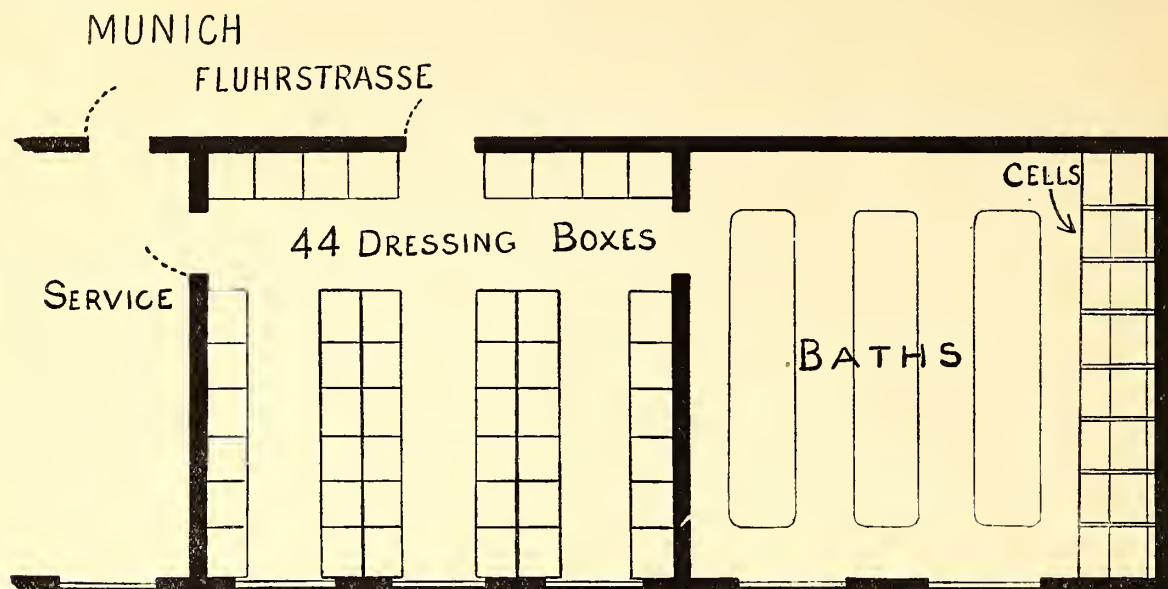 MUNICH
FLUHRSTRASSE
CELLS
44 DRESSING BOXES
SERVICE
BATHS